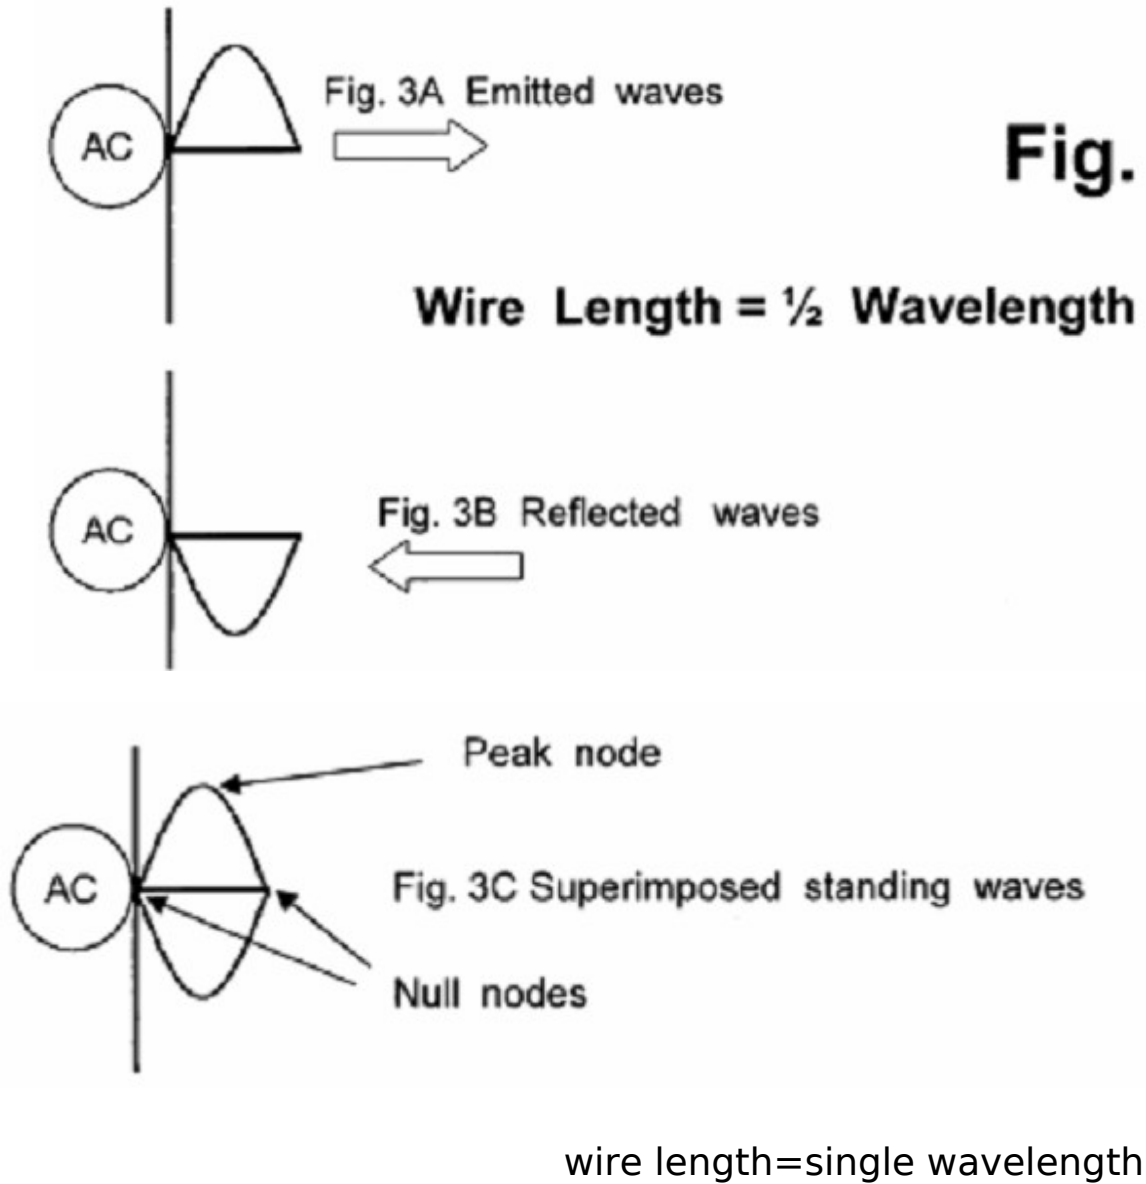 Fig. 3A Emitted waves
AC
Fig.
Wire Length = ½ Wavelength
Fig. 3B Reflected waves
AC
Peak node
AC
Fig. 3C Superimposed standing waves
Null nodes
wire length=single wavelength